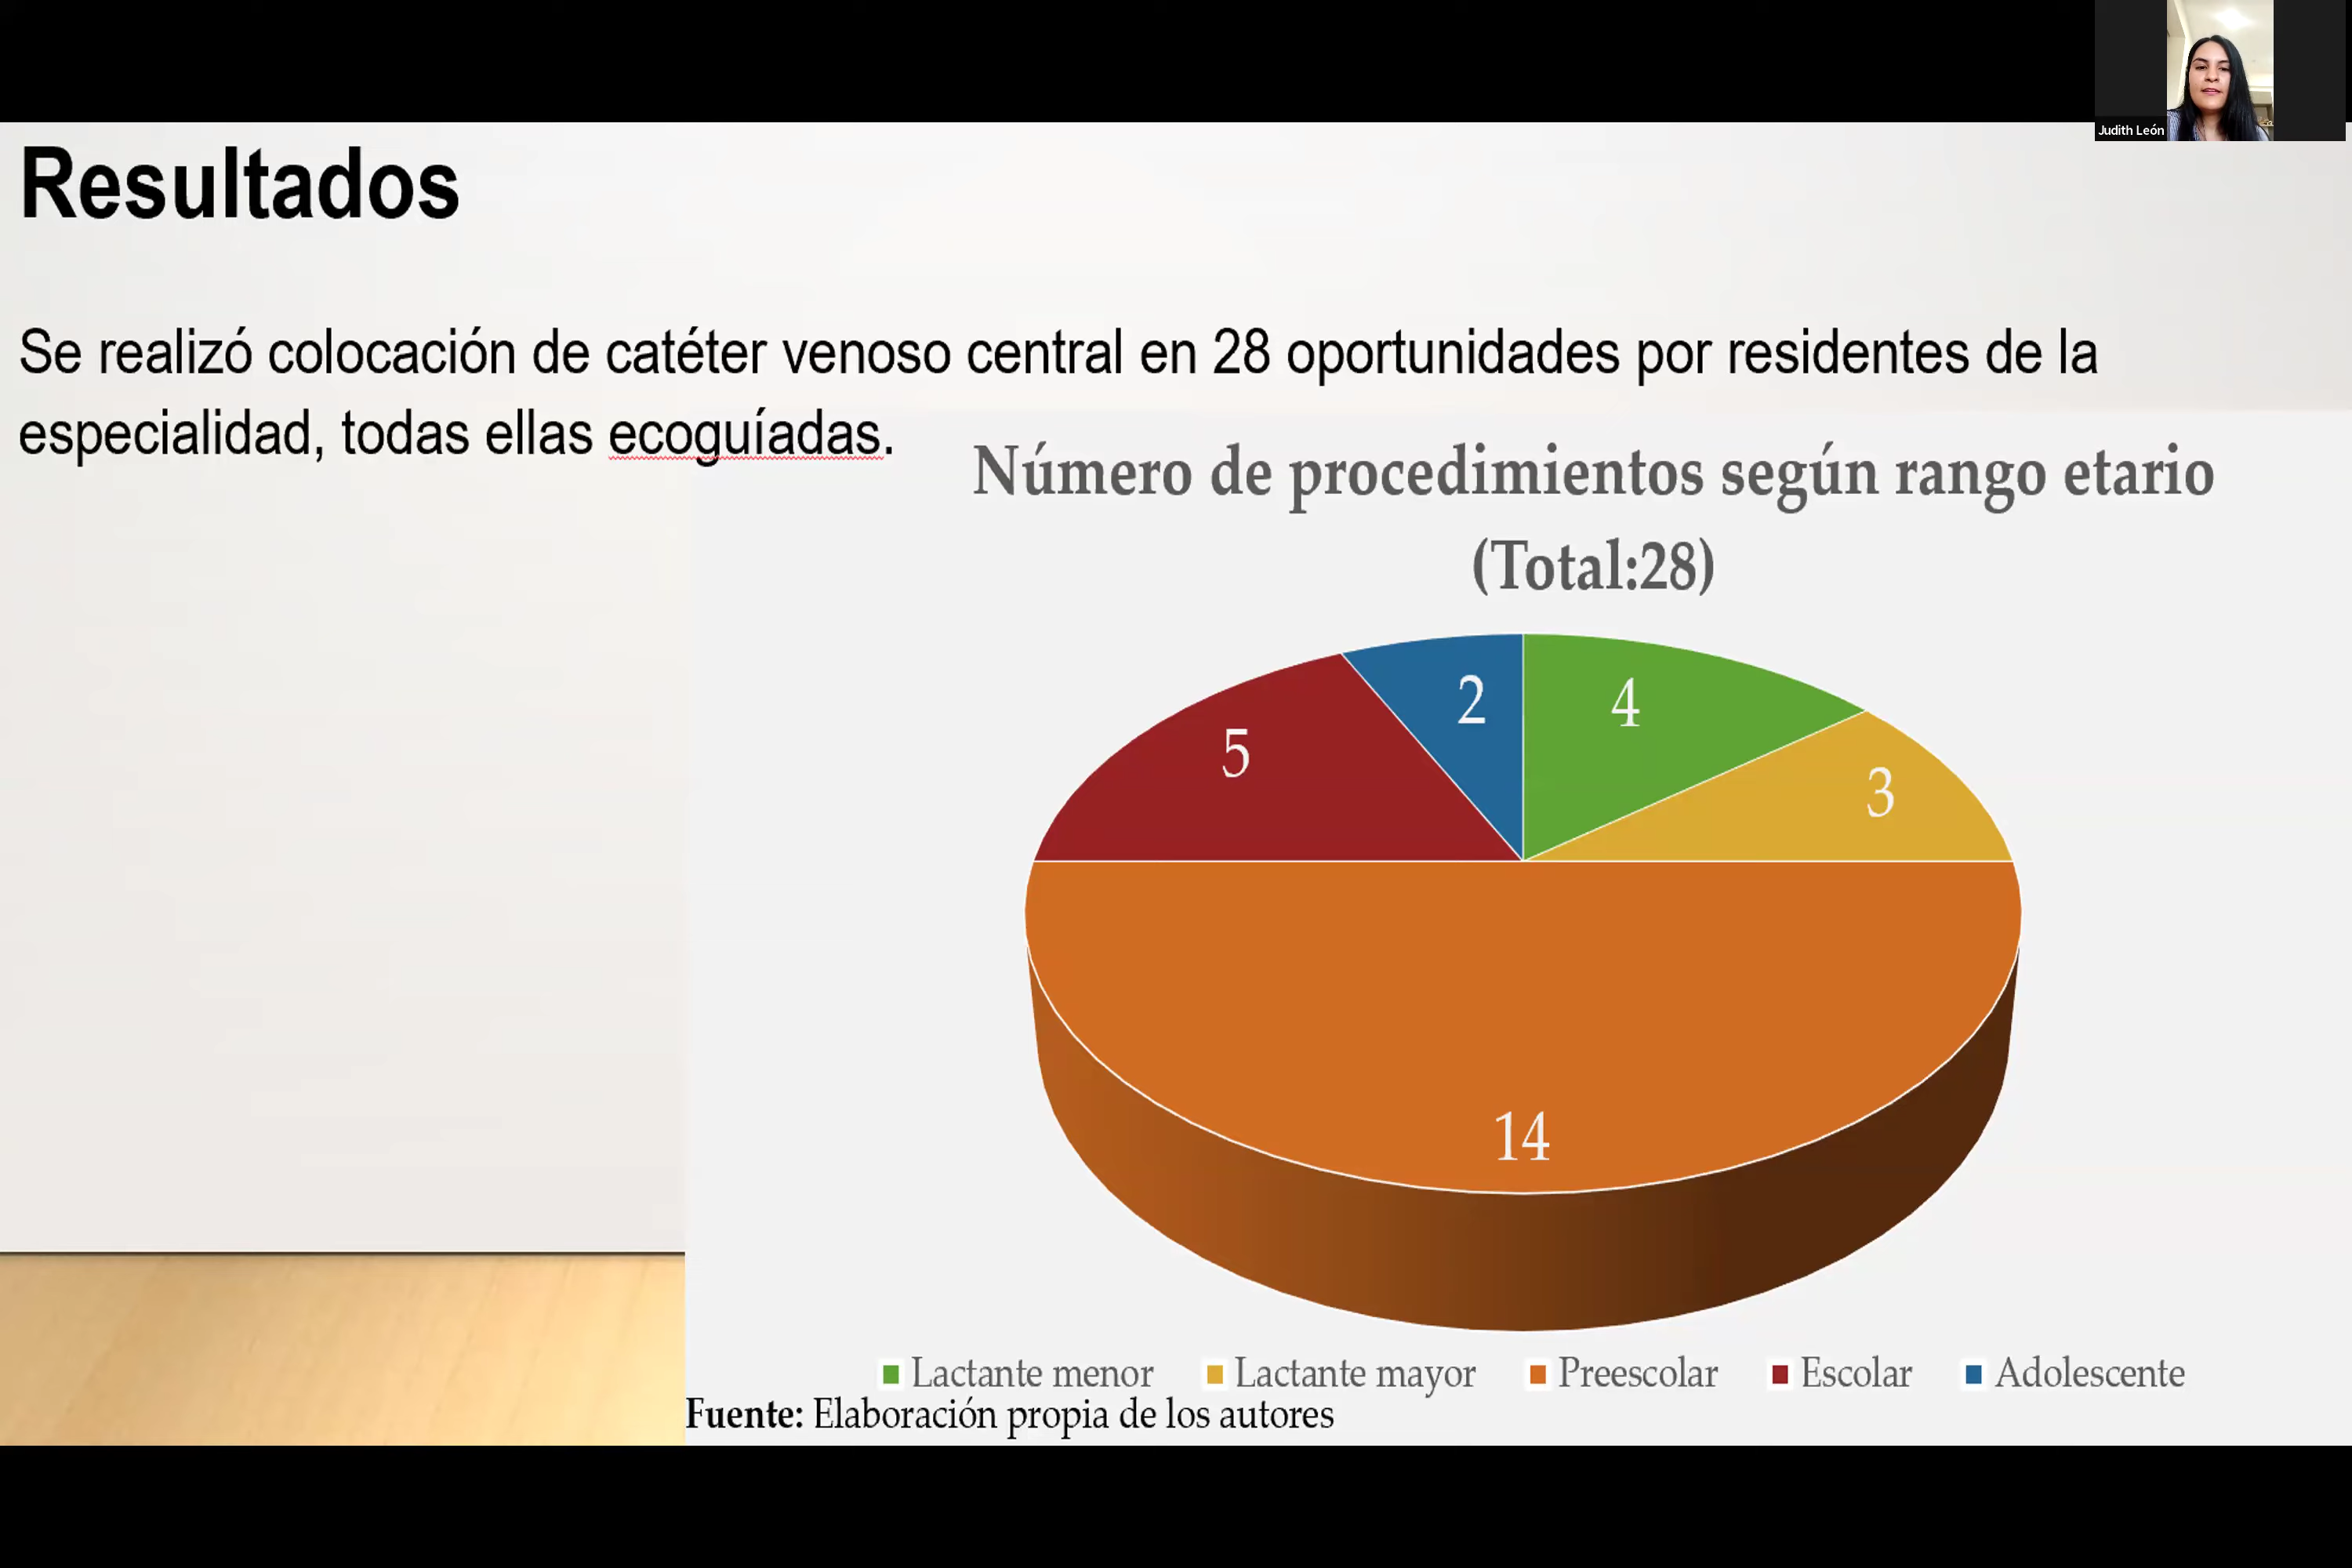 Judith León
Resultados
Se realizó colocación de catéter venoso central en 28 oportunidades por residentes de la
especialidad, todas ellas ecoguíadas.
Número de procedimientos según rango etario
(Total:28)
2
4
5
3
14
Lactante menor Lactante mayor Preescolar Escolar Adolescente
Fuente: Elaboración propia de los autores